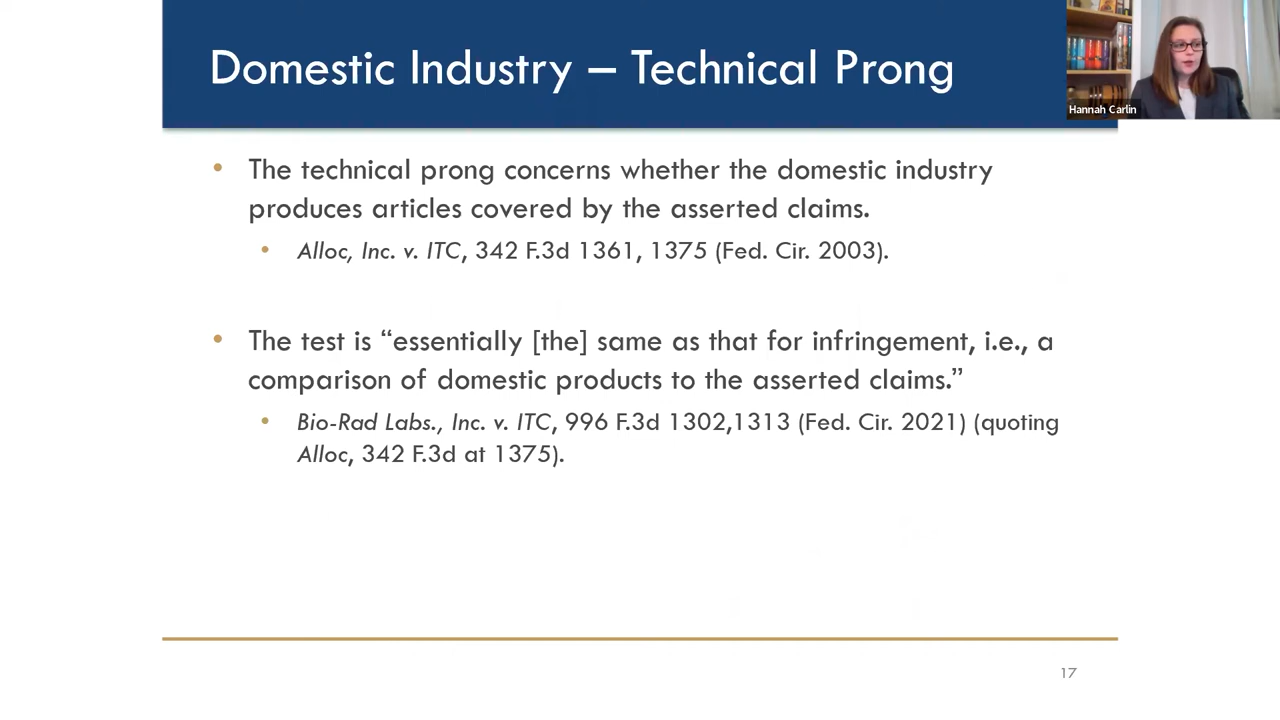 Domestic Industry – Technical Prong
Hannah Carlin
• The technical prong concerns whether the domestic industry
produces articles covered by the asserted claims.
• Alloc, Inc. v. ITC, 342 F.3d 1361, 1375 (Fed. Cir. 2003).
• The test is “essentially [the] same as that for infringement, i.e., a
comparison of domestic products to the asserted claims.”
• Bio-Rad Labs., Inc. v. ITC, 996 F.3d 1302,1313 (Fed. Cir. 2021) (quoting
Alloc, 342 F.3d at 1375).
17